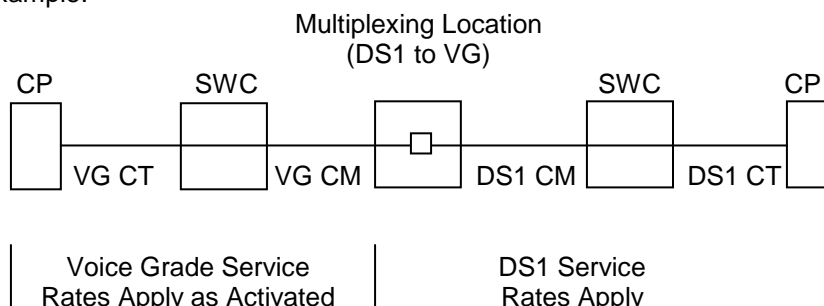 Multiplexing Location
(DS1 to VG)
CP SWC SWC CP
VG CT VG CM DS1 CM DS1 CT
Voice Grade Service DS1 Service
Rates Apply as Activated Rates Apply